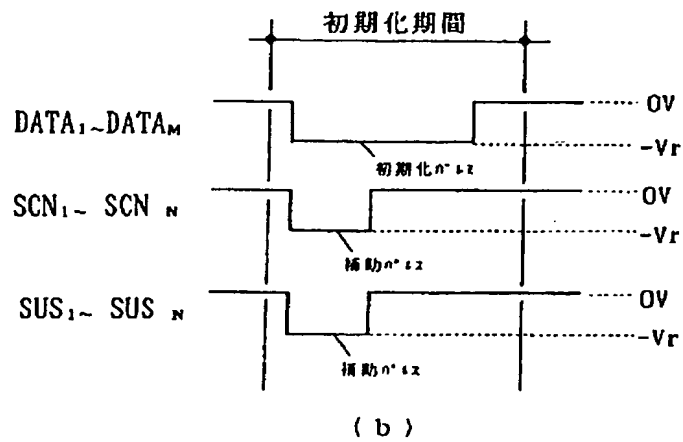 初期化期間
DATA₁~DATAM 0V
初期化パルス -Vr
SCN₁~ SCN N 0V
補助パルス -Vr
SUS₁~ SUS N 0V
補助パルス -Vr
( b )